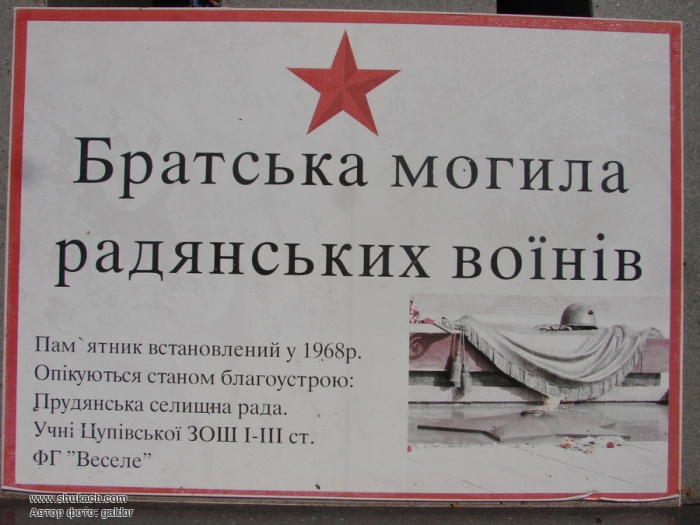 Братська могила
радянських воїнів
Пам`ятник встановлений у 1968р.
Опікуються станом благоустрою:
Прудянська селищна рада.
Учні Цупівської ЗОШ І-ІІІ ст.
ФГ ”Веселе”
www.shukach.com
Автор фото: galdor